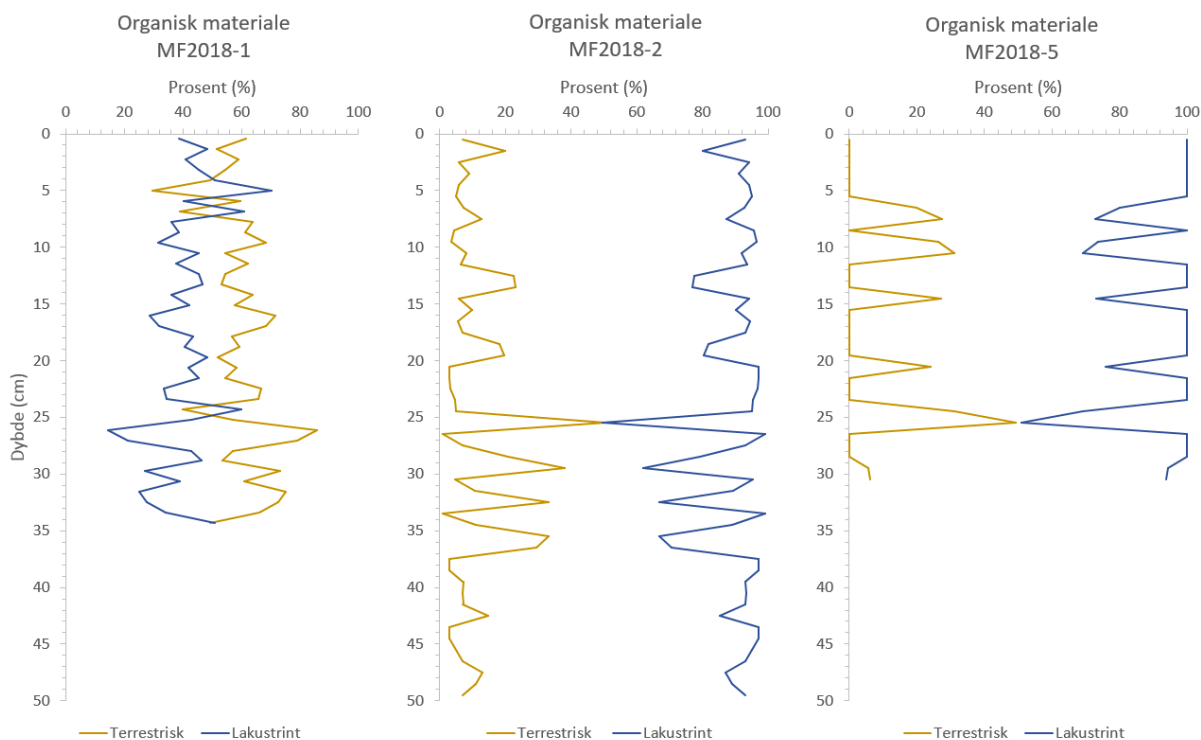 Organisk materiale
MF2018-1
Prosent (%)
0 20 40 60 80 100
0
5
10
15
20
25
30
35
40
45
50
Dybde (cm)
Terrestrisk Lakustrint
Organisk materiale
MF2018-2
Prosent (%)
0 20 40 60 80 100
0
5
10
15
20
25
30
35
40
45
50
Terrestrisk Lakustrint
Organisk materiale
MF2018-5
Prosent (%)
0 20 40 60 80 100
0
5
10
15
20
25
30
35
40
45
50
Terrestrisk Lakustrint